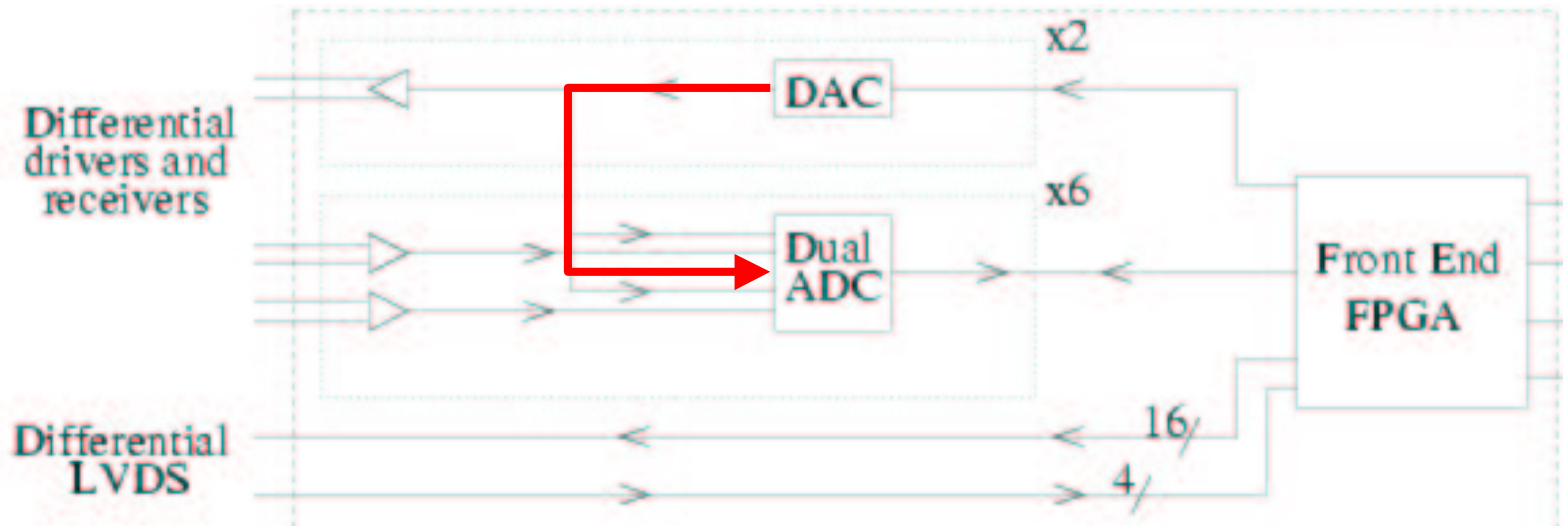 x2
DAC
Differential
drivers and
receivers
x6
Dual
ADC
Front End
FPGA
16
Differential
LVDS
4